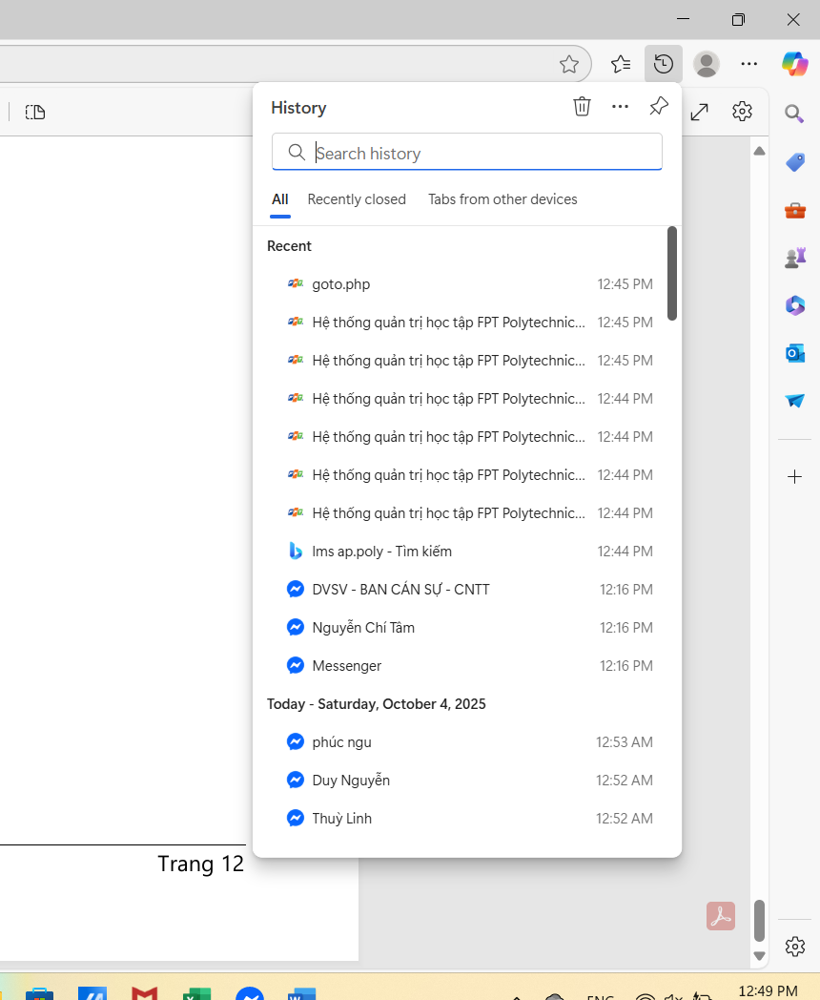 History
Search history
All Recently closed Tabs from other devices
Recent
goto.php 12:45 PM
Hệ thống quản trị học tập FPT Polytechnic... 12:45 PM
Hệ thống quản trị học tập FPT Polytechnic... 12:45 PM
Hệ thống quản trị học tập FPT Polytechnic... 12:44 PM
Hệ thống quản trị học tập FPT Polytechnic... 12:44 PM
Hệ thống quản trị học tập FPT Polytechnic... 12:44 PM
Hệ thống quản trị học tập FPT Polytechnic... 12:44 PM
lms ap.poly - Tìm kiếm 12:44 PM
DVSV - BAN CÁN SỰ - CNTT 12:16 PM
Nguyễn Chí Tâm 12:16 PM
Messenger 12:16 PM
Today - Saturday, October 4, 2025
phúc ngu 12:53 AM
Duy Nguyễn 12:52 AM
Thuỳ Linh 12:52 AM
Trang 12
ENG 12:49 PM